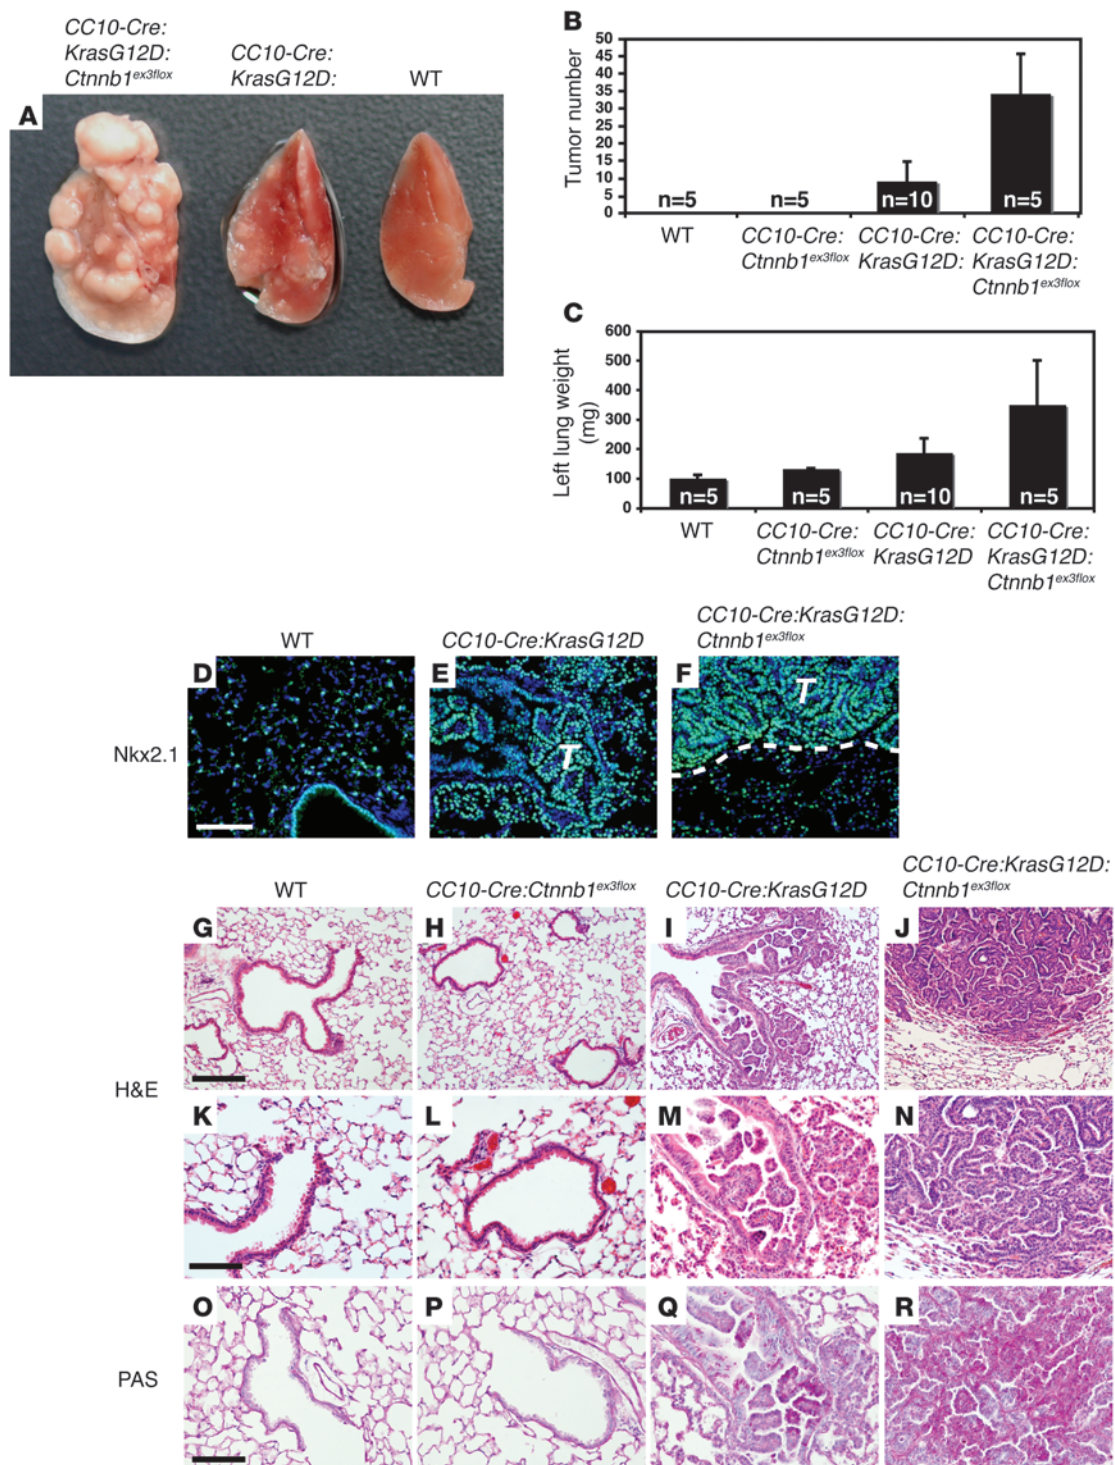 CC10-Cre:
KrasG12D:
Ctnnb1ex3flox
CC10-Cre:
KrasG12D:
WT
A
B
Tumor number
50
45
40
35
30
25
20
15
10
5
0
n=5
n=5
n=10
n=5
WT
CC10-Cre:
Ctnnb1ex3flox
CC10-Cre:
KrasG12D:
CC10-Cre:
KrasG12D:
Ctnnb1ex3flox
C
Left lung weight
(mg)
600
500
400
300
200
100
0
n=5
n=5
n=10
n=5
WT
CC10-Cre:
Ctnnb1ex3flox
CC10-Cre:
KrasG12D
CC10-Cre:
KrasG12D:
Ctnnb1ex3flox
WT
CC10-Cre:KrasG12D
CC10-Cre:KrasG12D:
Ctnnb1ex3flox
Nkx2.1
D
E
T
F
T
WT
CC10-Cre:Ctnnb1ex3flox
CC10-Cre:KrasG12D
CC10-Cre:KrasG12D:
Ctnnb1ex3flox
H&E
G
H
I
J
K
L
M
N
PAS
O
P
Q
R